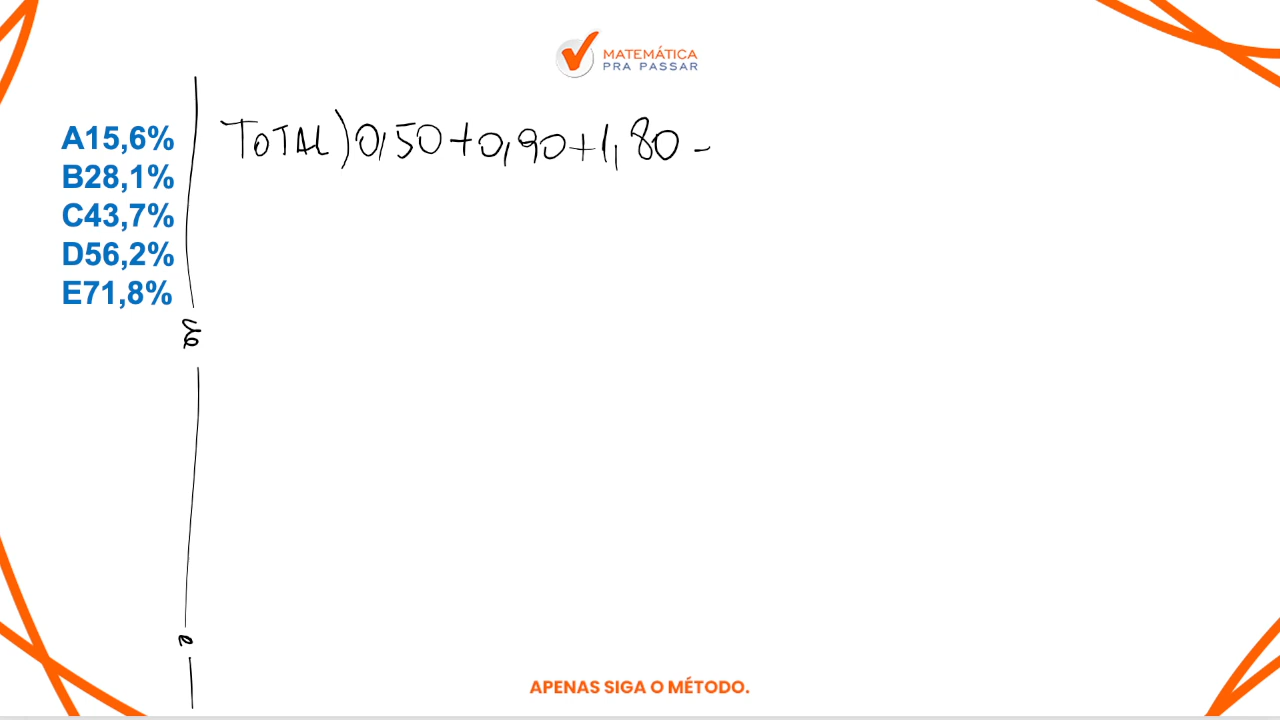 MATEMÁTICA
PRA PASSAR
A15,6%
B28,1%
C43,7%
D56,2%
E71,8%
TOTAL) 0,50+0,90+1,80 -
APENAS SIGA O MÉTODO.